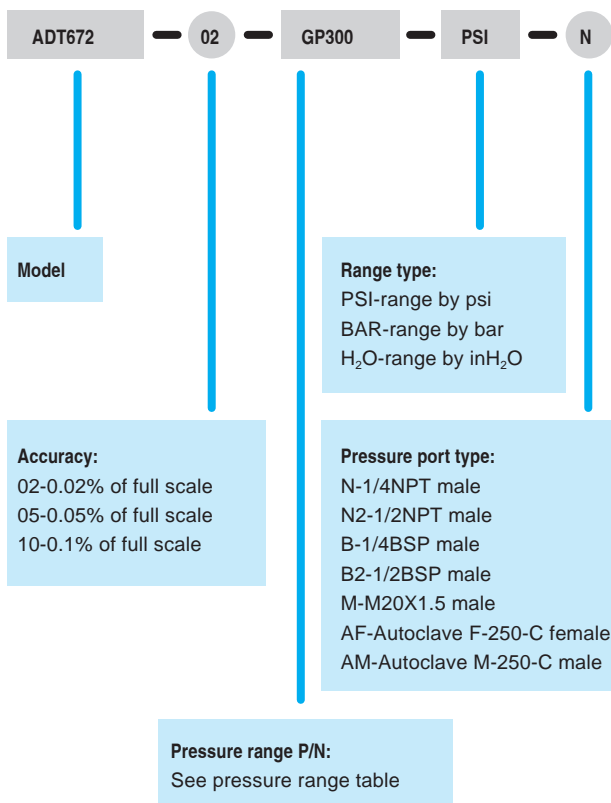 ADT672 02 GP300 PSI N
Model
Range type:
PSI-range by psi
BAR-range by bar
H₂O-range by inH₂O
Accuracy:
02-0.02% of full scale
05-0.05% of full scale
10-0.1% of full scale
Pressure port type:
N-1/4NPT male
N2-1/2NPT male
B-1/4BSP male
B2-1/2BSP male
M-M20X1.5 male
AF-Autoclave F-250-C female
AM-Autoclave M-250-C male
Pressure range P/N:
See pressure range table